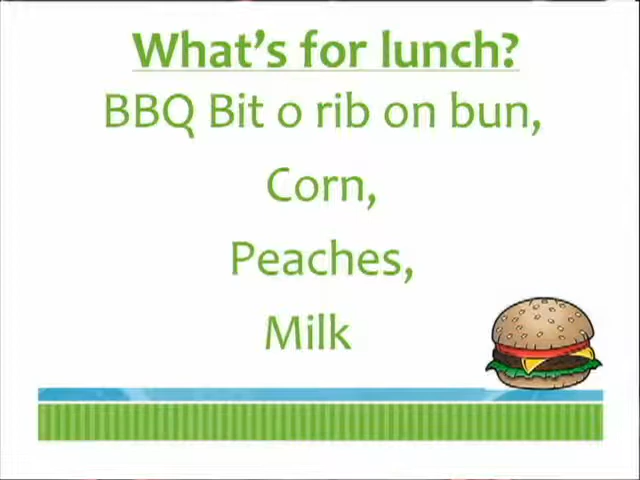 What's for lunch?
BBQ Bit o rib on bun,
Corn,
Peaches,
Milk